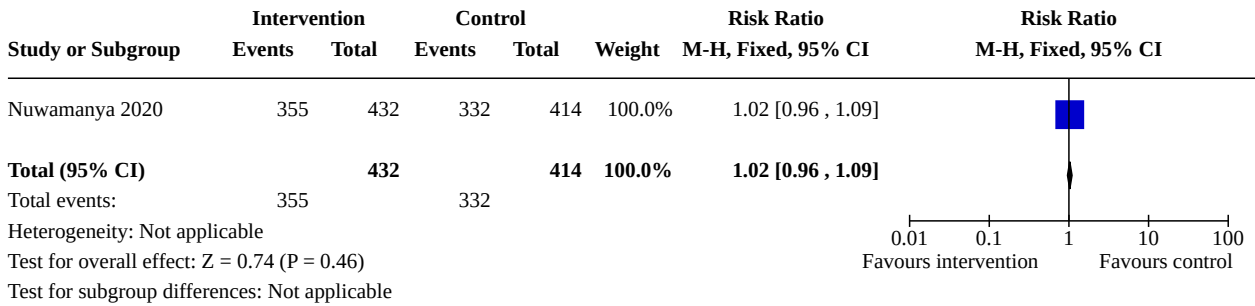 Intervention Control Risk Ratio Risk Ratio
Study or Subgroup Events Total Events Total Weight M-H, Fixed, 95% CI M-H, Fixed, 95% CI
Nuwamanya 2020 355 432 332 414 100.0% 1.02 [0.96 , 1.09]
Total (95% CI) 432 414 100.0% 1.02 [0.96 , 1.09]
Total events: 355 332
Heterogeneity: Not applicable
0.01 0.1 1 10 100
Test for overall effect: Z = 0.74 (P = 0.46)
Favours intervention Favours control
Test for subgroup differences: Not applicable